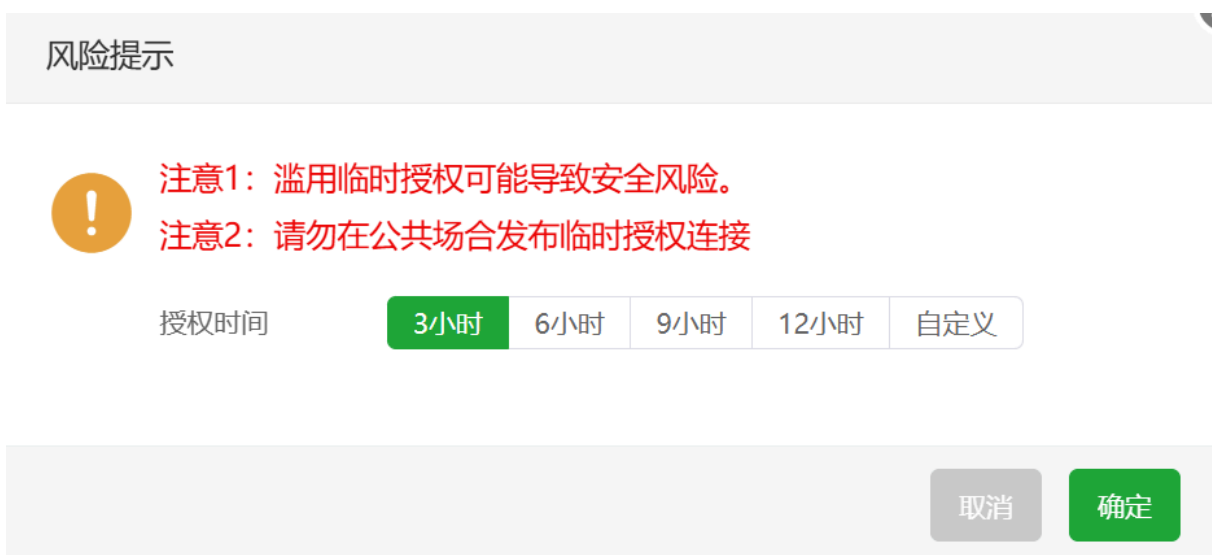 风险提示
注意1：滥用临时授权可能导致安全风险。
注意2：请勿在公共场合发布临时授权连接
授权时间 3小时 6小时 9小时 12小时 自定义
取消 确定